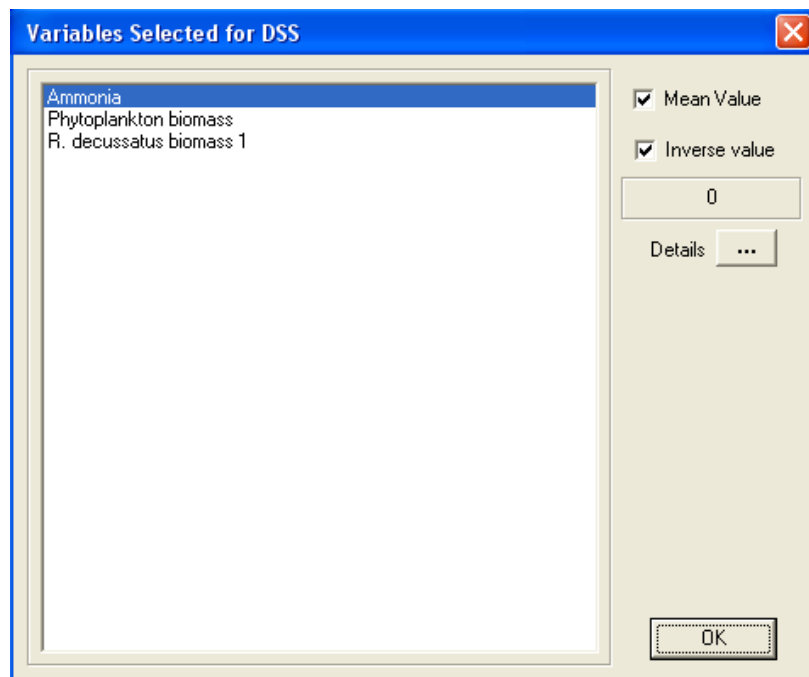 Variables Selected for DSS
Ammonia
Phytoplankton biomass
R. decussatus biomass 1
Mean Value
Inverse value
0
Details ...
OK